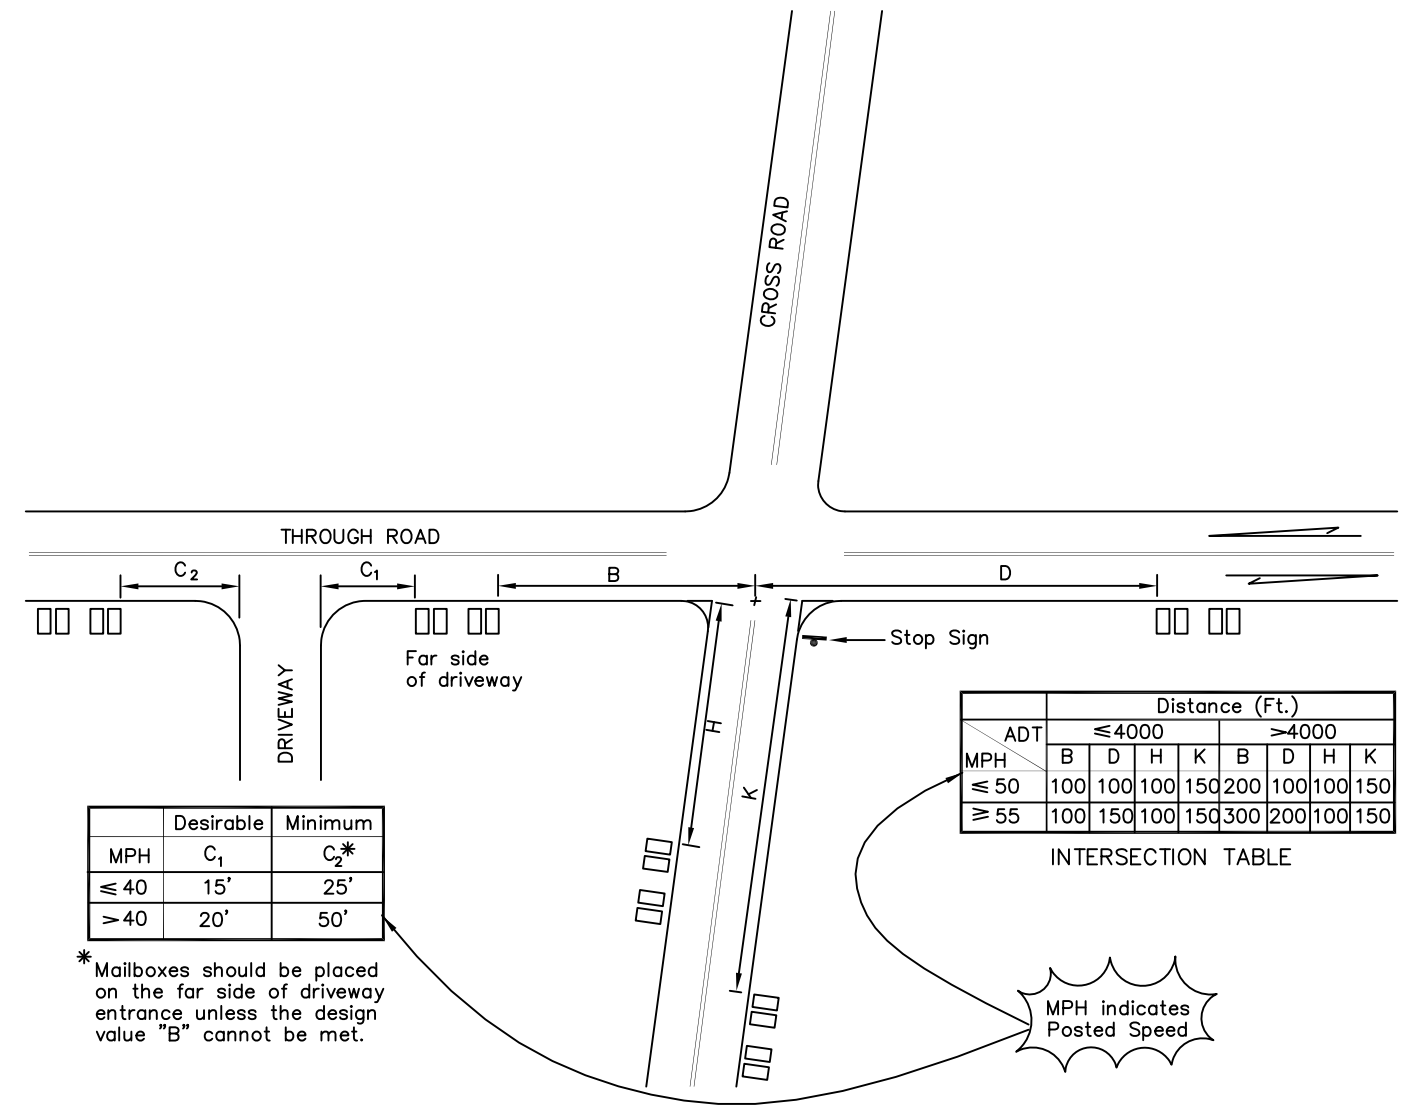 CROSS ROAD
THROUGH ROAD
C2
C1
B
D
Stop Sign
Far side
of driveway
DRIVEWAY
H
K
Distance (Ft.)
ADT ≤4000 >4000
MPH B D H K B D H K
≤ 50 100 100 100 150 200 100 100 150
≥ 55 100 150 100 150 300 200 100 150
INTERSECTION TABLE
Desirable Minimum
MPH C1 C2*
≤ 40 15' 25'
> 40 20' 50'
*Mailboxes should be placed
on the far side of driveway
entrance unless the design
value "B" cannot be met.
MPH indicates
Posted Speed